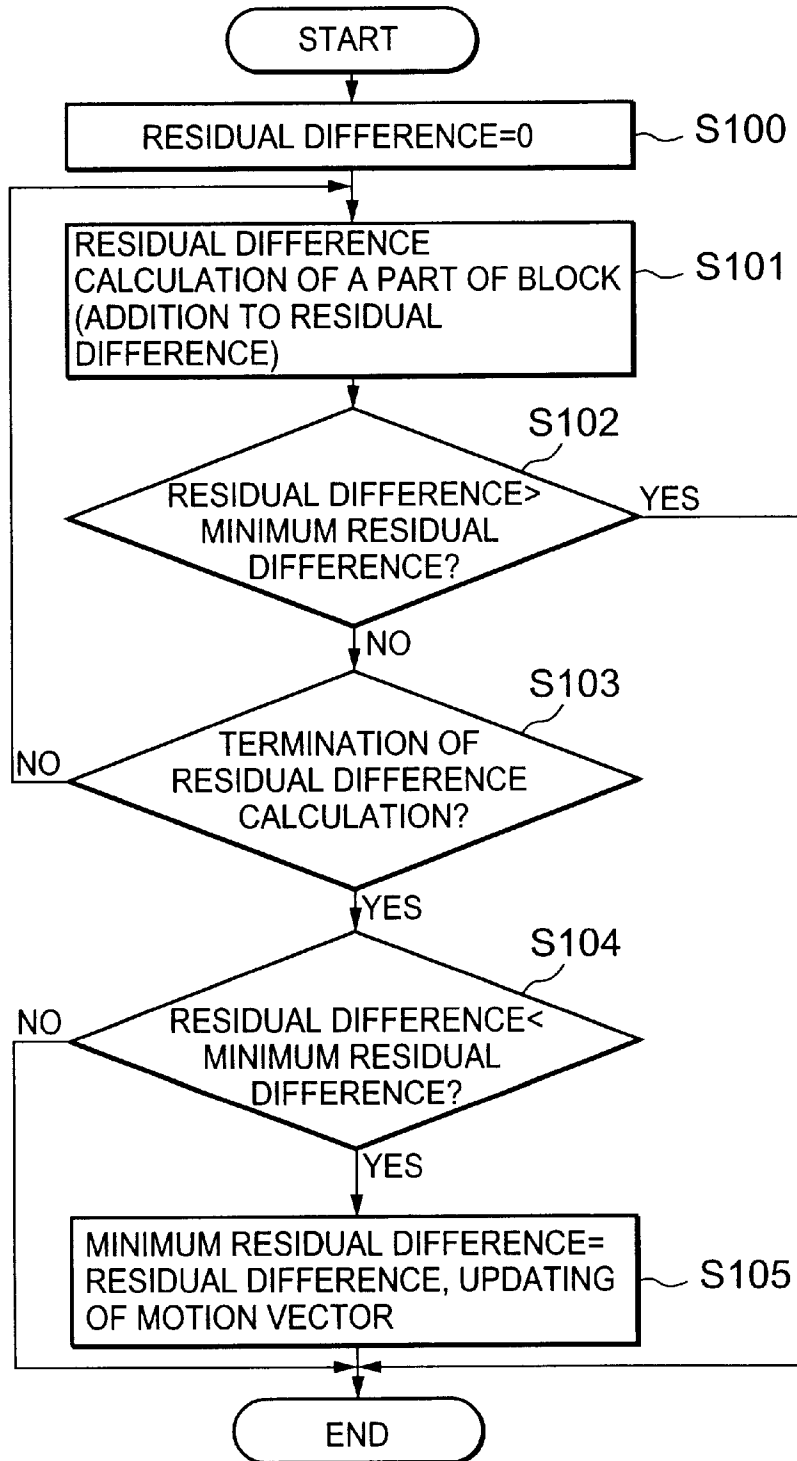 START
RESIDUAL DIFFERENCE=0
S100
RESIDUAL DIFFERENCE
CALCULATION OF A PART OF BLOCK
(ADDITION TO RESIDUAL
DIFFERENCE)
S101
S102
RESIDUAL DIFFERENCE>
MINIMUM RESIDUAL
DIFFERENCE?
YES
NO
S103
TERMINATION OF
RESIDUAL DIFFERENCE
CALCULATION?
NO
YES
S104
RESIDUAL DIFFERENCE<
MINIMUM RESIDUAL
DIFFERENCE?
NO
YES
MINIMUM RESIDUAL DIFFERENCE=
RESIDUAL DIFFERENCE, UPDATING
OF MOTION VECTOR
S105
END